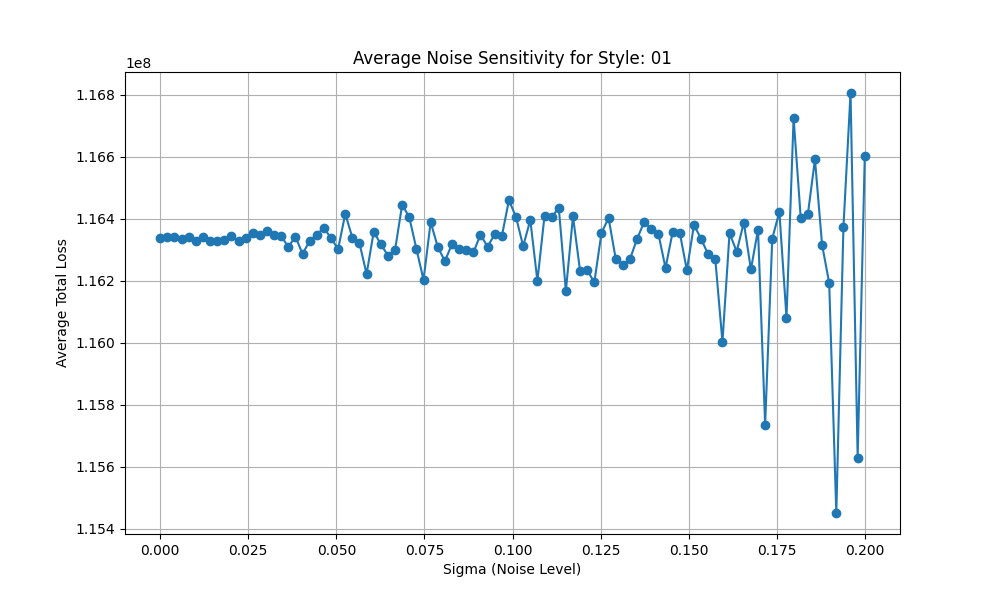 Average Noise Sensitivity for Style: 01
1e8
1.168
1.166
1.164
1.162
1.160
1.158
1.156
1.154
Average Total Loss
0.000 0.025 0.050 0.075 0.100 0.125 0.150 0.175 0.200
Sigma (Noise Level)